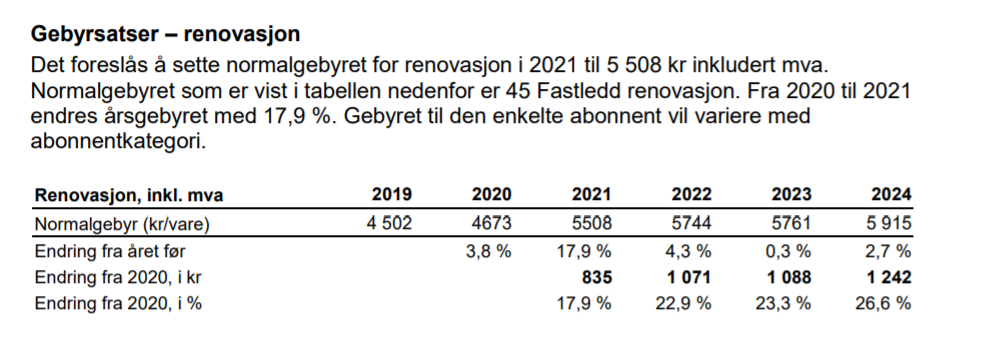 Gebyrsatser – renovasjon
Det foreslås å sette normalgebyret for renovasjon i 2021 til 5 508 kr inkludert mva.
Normalgebyret som er vist i tabellen nedenfor er 45 Fastledd renovasjon. Fra 2020 til 2021
endres årsgebyret med 17,9 %. Gebyret til den enkelte abonnent vil variere med
abonnentkategori.
Renovasjon, inkl. mva 2019 2020 2021 2022 2023 2024
Normalgebyr (kr/vare) 4 502 4673 5508 5744 5761 5 915
Endring fra året før 3,8 % 17,9 % 4,3 % 0,3 % 2,7 %
Endring fra 2020, i kr 835 1 071 1 088 1 242
Endring fra 2020, i % 17,9 % 22,9 % 23,3 % 26,6 %